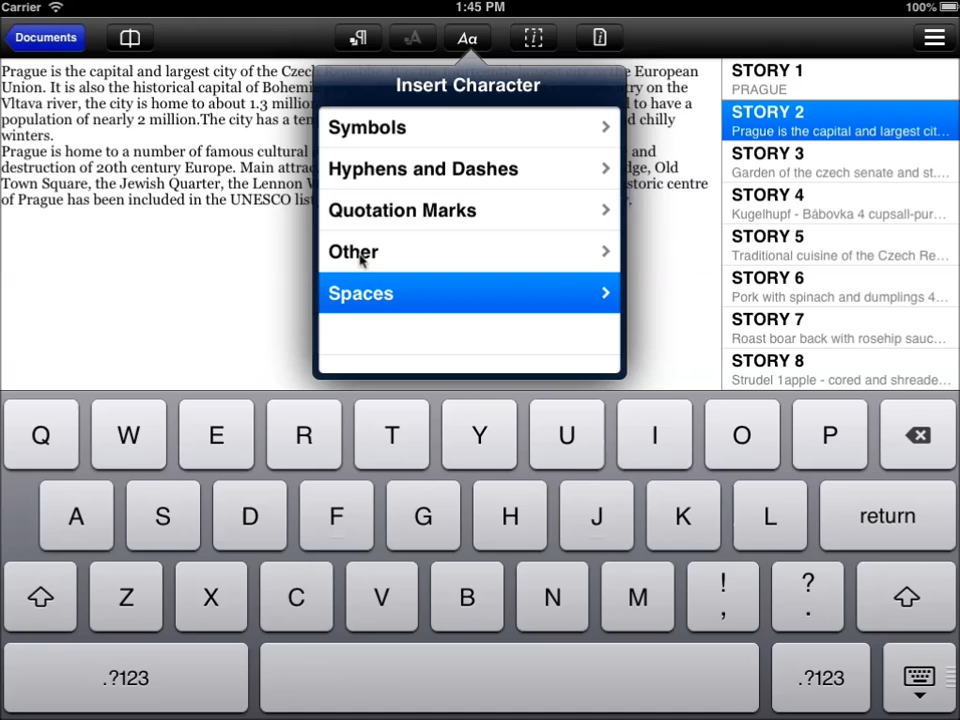 Carrier 1:45 PM 100%
Documents
Aα
Prague is the capital and largest city of the Czech European
Union. It is also the historical capital of Bohemi on the
Vltava river, the city is home to about 1.3 millio to have a
population of nearly 2 million.The city has a ten d chilly
winters.
Prague is home to a number of famous cultural and
destruction of 20th century Europe. Main attrac dge, Old
Town Square, the Jewish Quarter, the Lennon W storic centre
of Prague has been included in the UNESCO list
Insert Character
Symbols
Hyphens and Dashes
Quotation Marks
Other
Spaces
STORY 1
PRAGUE
STORY 2
Prague is the capital and largest cit...
STORY 3
Garden of the czech senate and st....
STORY 4
Kugelhupf - Bábovka 4 cupsall-pur...
STORY 5
Traditional cuisine of the Czech Re...
STORY 6
Pork with spinach and dumplings 4...
STORY 7
Roast boar back with rosehip sauc...
STORY 8
Strudel 1apple - cored and shreade...
Q W E R T Y U I O P
A S D F G H J K L return
Z X C V B N M ! , ? .
.?123 .?123